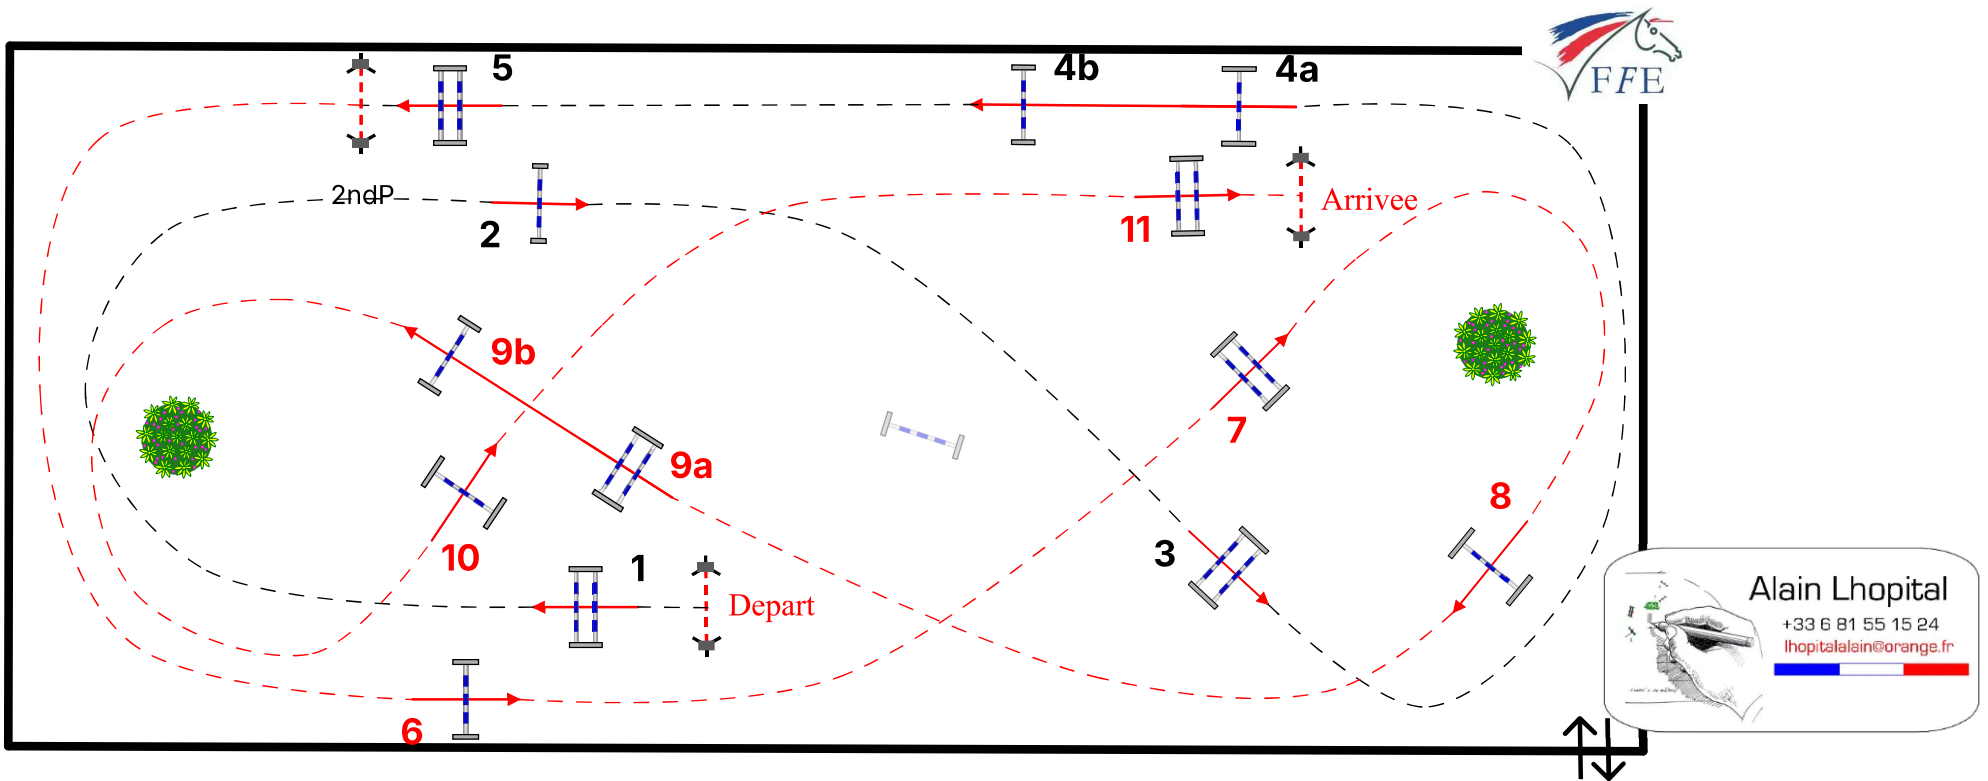 5
4b
4a
FFE
2ndP
2
11
Arrivee
9b
9a
7
8
10
3
1
Depart
6
Alain Lhopital
+33 6 81 55 15 24
lhopitalalain@orange.fr